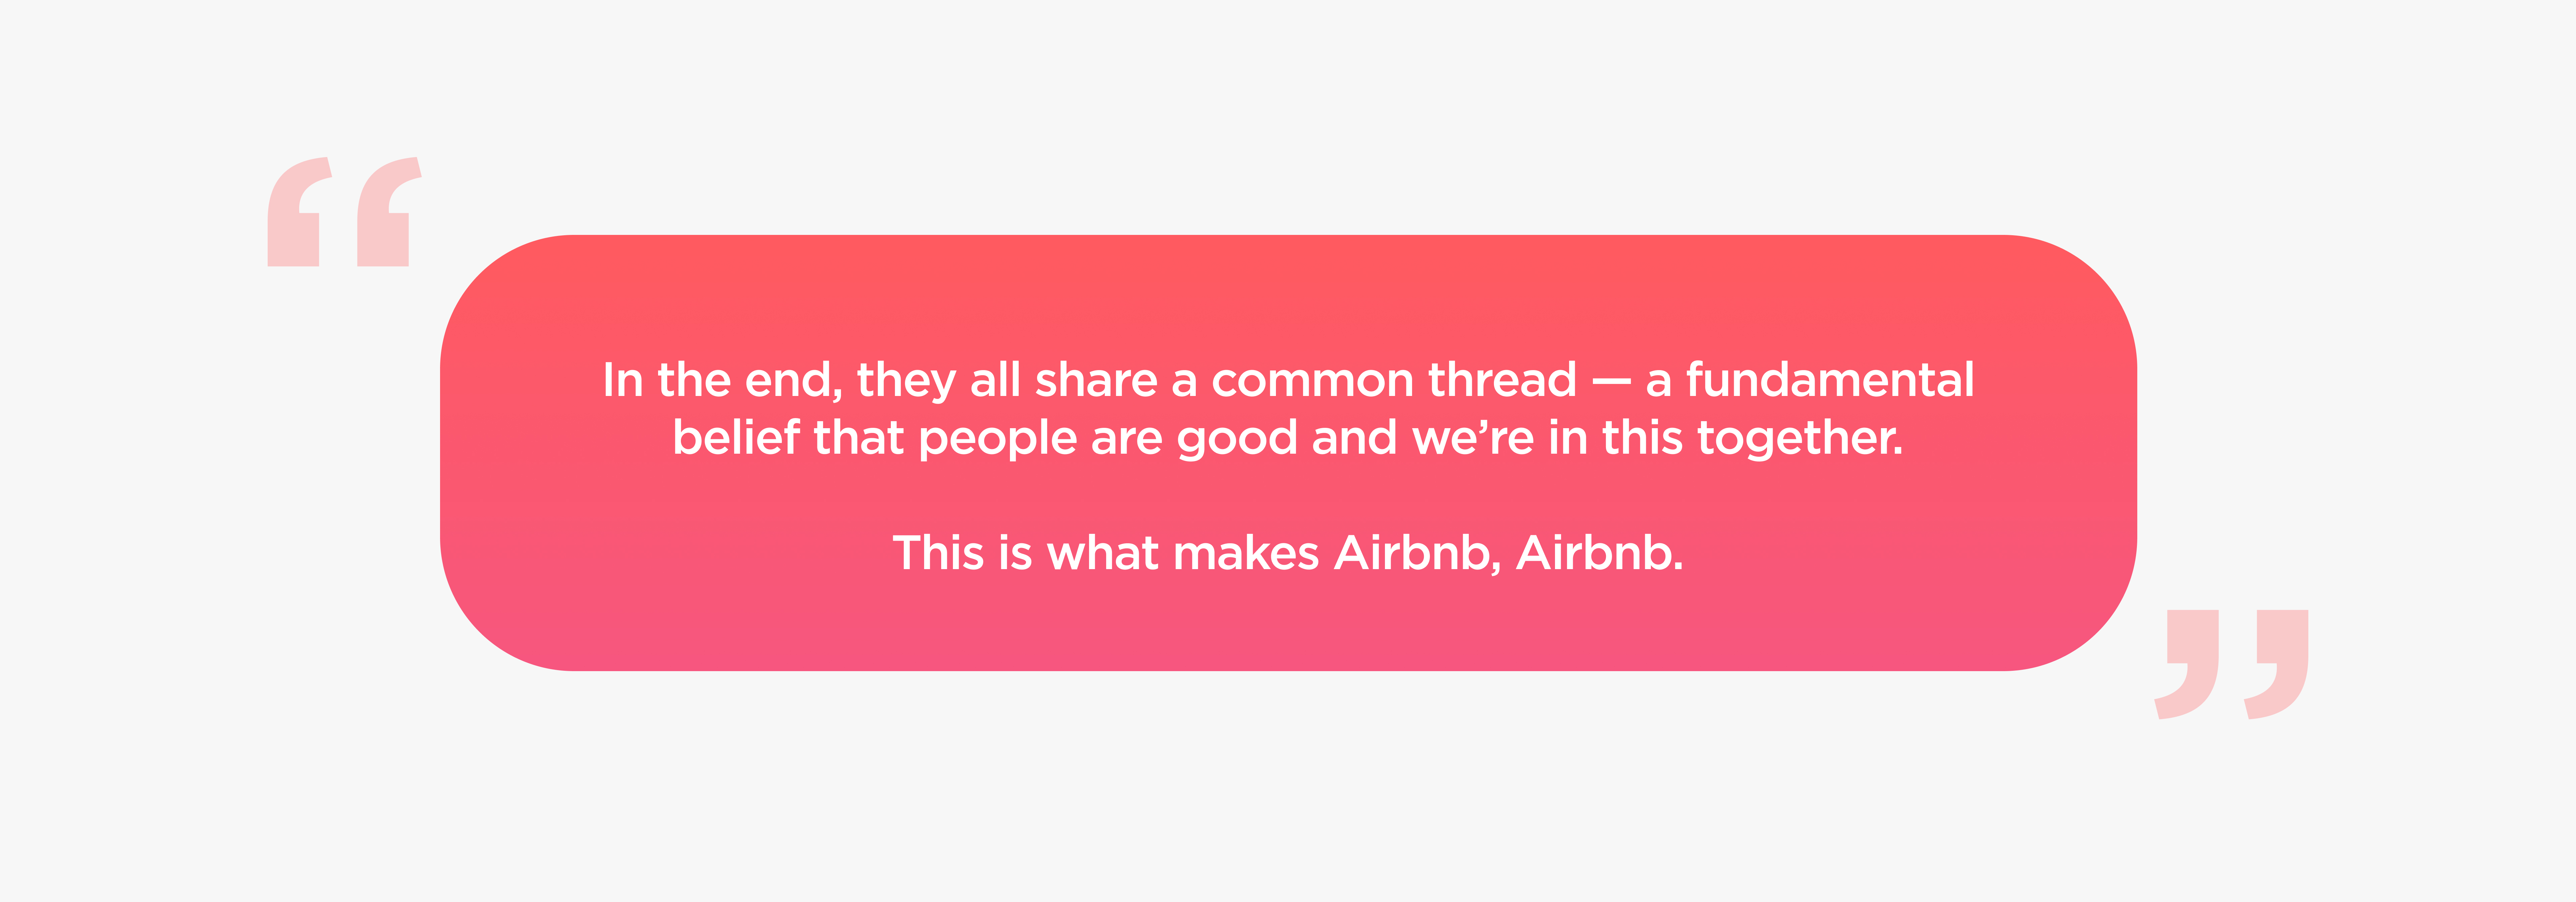 “
In the end, they all share a common thread — a fundamental
belief that people are good and we’re in this together.
This is what makes Airbnb, Airbnb.
”